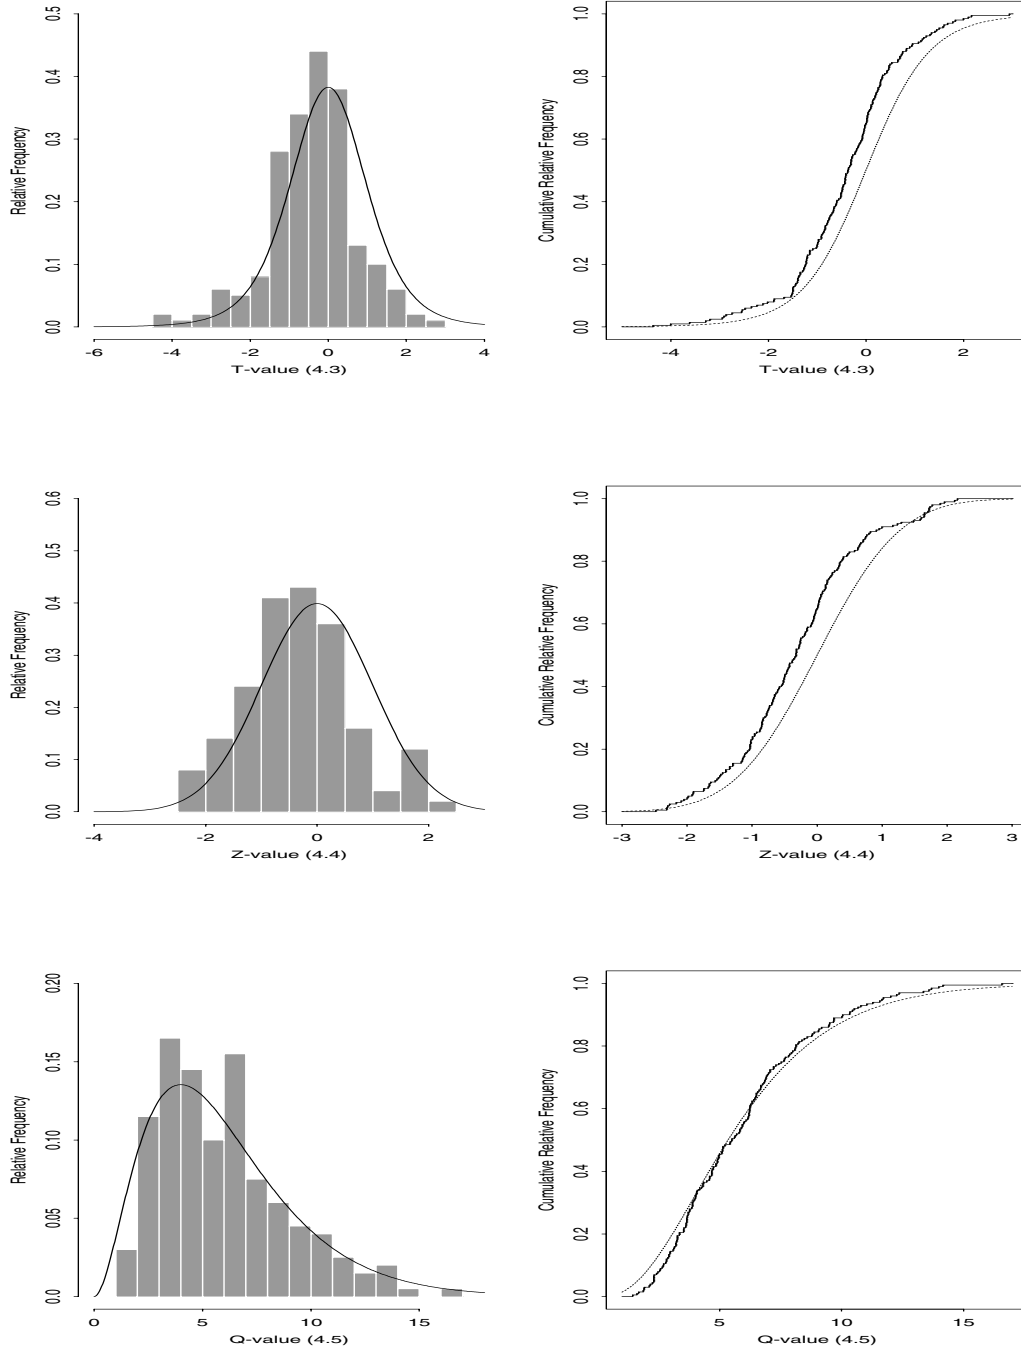 Relative Frequency
0.0 0.1 0.2 0.3 0.4 0.5
-6 -4 -2 0 2 4
T-value (4.3)
Cumulative Relative Frequency
0.0 0.2 0.4 0.6 0.8 1.0
-4 -2 0 2
T-value (4.3)
Relative Frequency
0.0 0.1 0.2 0.3 0.4 0.5 0.6
-4 -2 0 2
Z-value (4.4)
Cumulative Relative Frequency
0.0 0.2 0.4 0.6 0.8 1.0
-3 -2 -1 0 1 2 3
Z-value (4.4)
Relative Frequency
0.0 0.05 0.10 0.15 0.20
0 5 10 15
Q-value (4.5)
Cumulative Relative Frequency
0.0 0.2 0.4 0.6 0.8 1.0
5 10 15
Q-value (4.5)